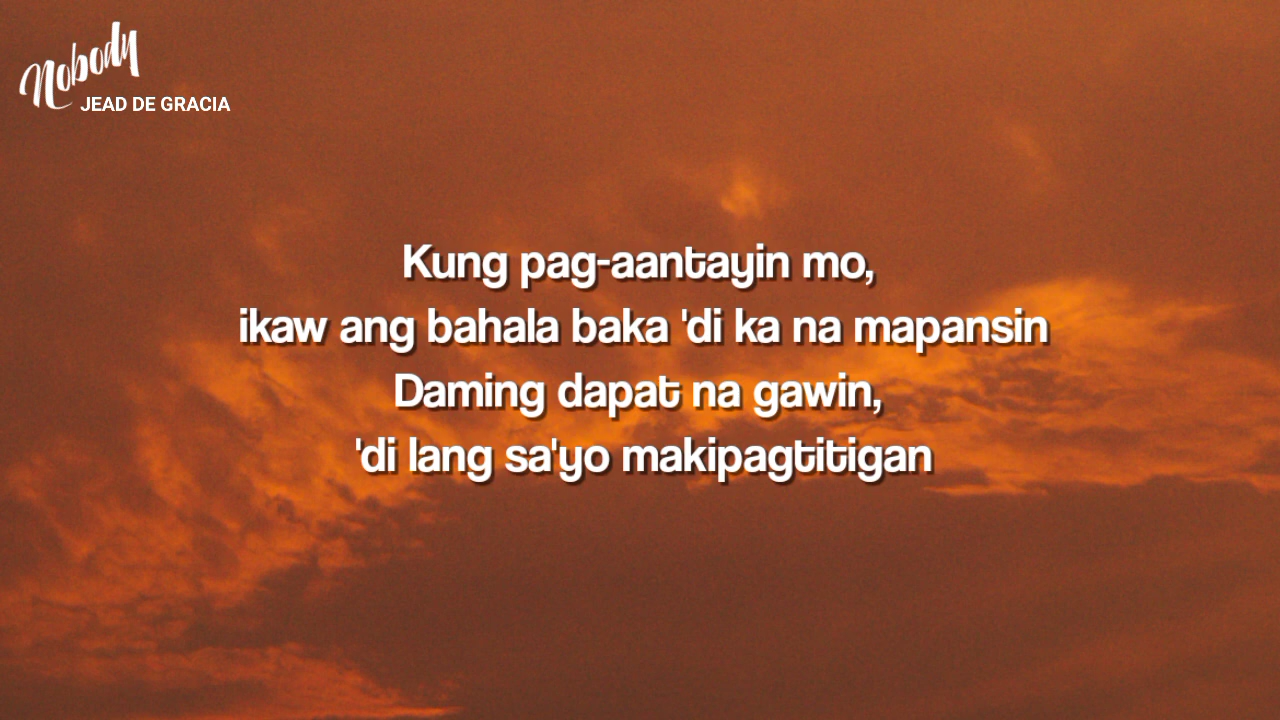 Nobody
JEAD DE GRACIA
Kung pag-aantayin mo,
ikaw ang bahala baka 'di ka na mapansin
Daming dapat na gawin,
'di lang sa'yo makipagtitigan